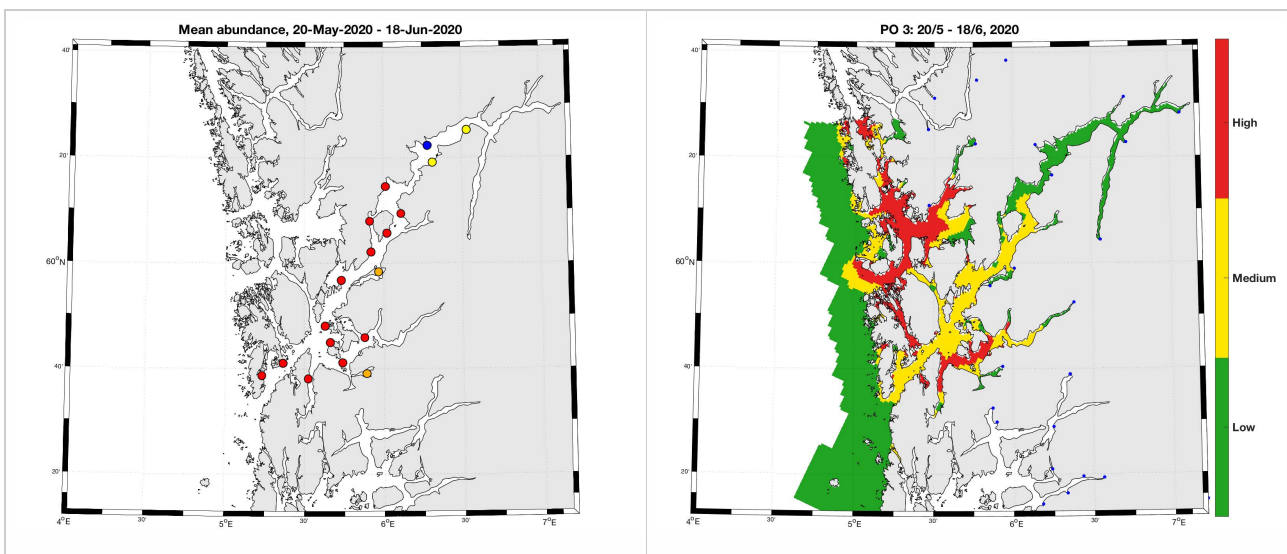 Mean abundance, 20-May-2020 - 18-Jun-2020
40'
20'
60°N
40'
20'
4°E
30'
5°E
30'
6°E
30'
7°E
PO 3: 20/5 - 18/6, 2020
40'
20'
60°N
40'
20'
4°E
30'
5°E
30'
6°E
30'
7°E
High
Medium
Low